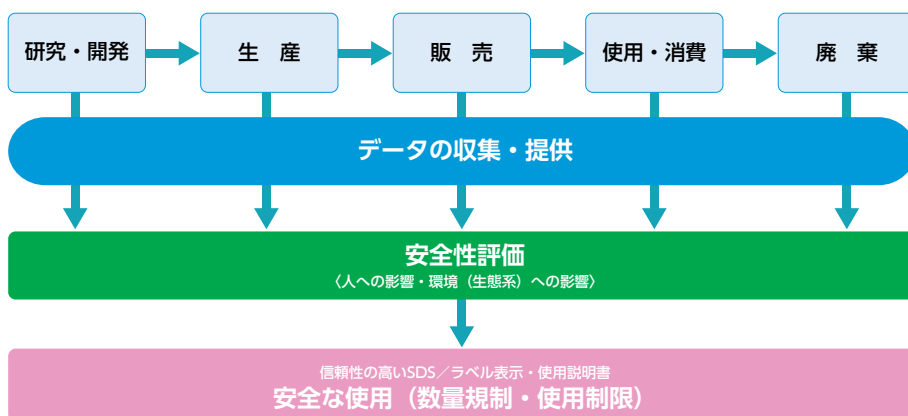 研究・開発
生 産
販 売
使用・消費
廃 棄
データの収集・提供
安全性評価
〈人への影響・環境（生態系）への影響〉
信頼性の高いSDS／ラベル表示・使用説明書
安全な使用（数量規制・使用制限）